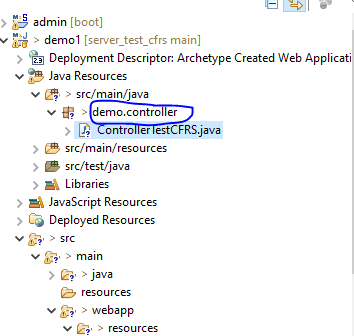 admin [boot]
> demo1 [server_test_cfrs main]
> Deployment Descriptor: Archetype Created Web Applicatio
Java Resources
> src/main/java
> demo.controller
> ControllerTestCFRS.java
> src/main/resources
> src/test/java
Libraries
JavaScript Resources
Deployed Resources
> src
> main
> java
resources
> webapp
> resources